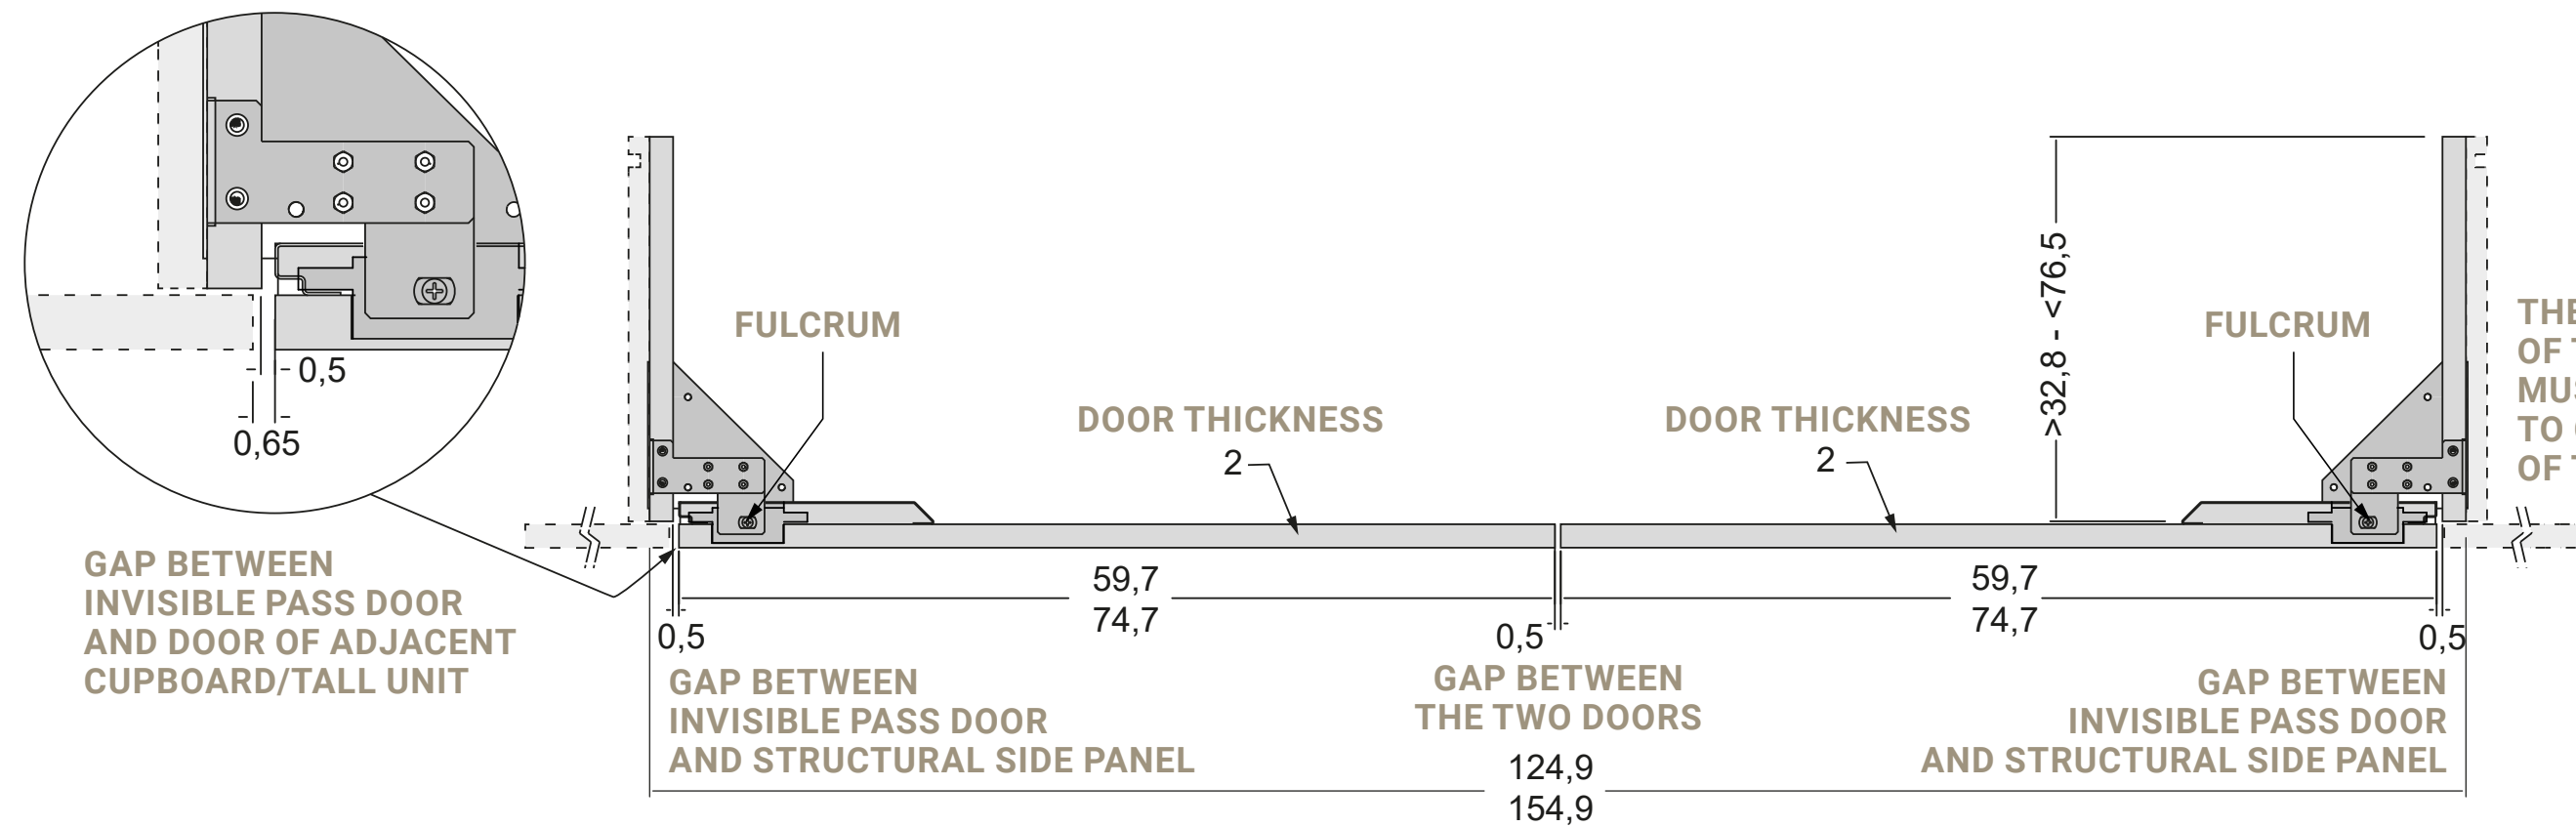 0,5
0,65
GAP BETWEEN
INVISIBLE PASS DOOR
AND DOOR OF ADJACENT
CUPBOARD/TALL UNIT
FULCRUM
DOOR THICKNESS
2
DOOR THICKNESS
2
>32,8 - <76,5
FULCRUM
OF
TO
OF
59,7
74,7
59,7
74,7
0,5
0,5
0,5
GAP BETWEEN
INVISIBLE PASS DOOR
AND STRUCTURAL SIDE PANEL
GAP BETWEEN
THE TWO DOORS
GAP BETWEEN
INVISIBLE PASS DOOR
AND STRUCTURAL SIDE PANEL
124,9
154,9